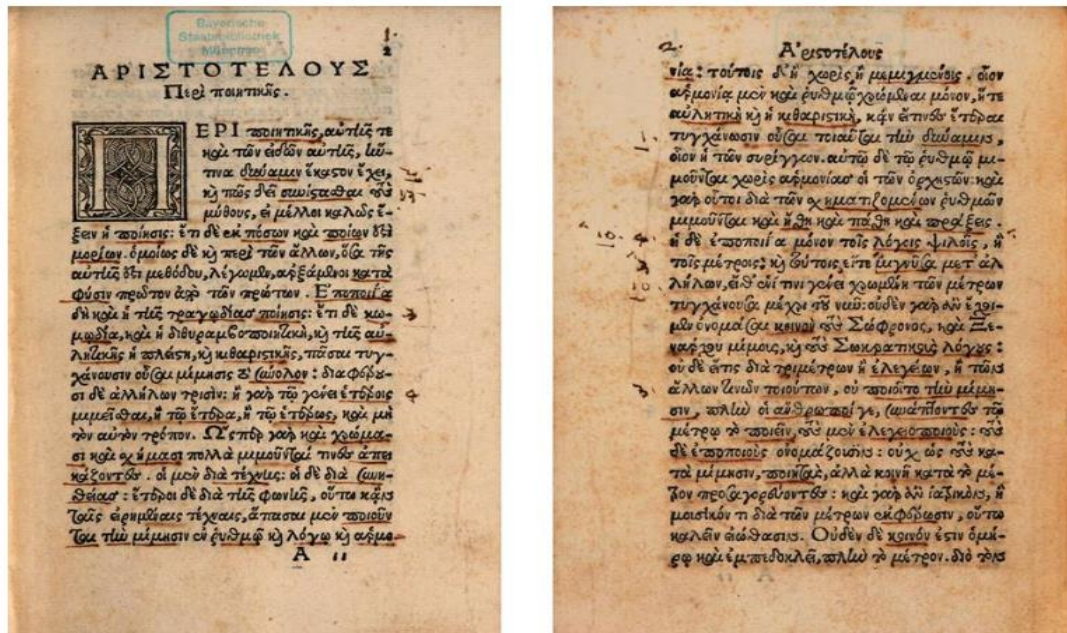 Bayerische
Staatsbibliothek
München
1.
2
ΑΡΙΣΤΟΤΕΛΟΥΣ
Περὶ ποιητικῆς.
ΠΕΡΙ ποιητικῆς, αὐτῆς τε
καὶ τῶν εἰδῶν αὐτῆς, ἥν
τινα δύναμιν ἕκαστον ἔχει,
καὶ πῶς δεῖ συνίστασθαι τοὺς
μύθους, εἰ μέλλοι καλῶς ἕ-
ξειν ἡ ποίησις: ἔτι δὲ ἐκ πόσων καὶ ποίων ἐστὶ
μορίων. ὁμοίως δὲ καὶ περὶ τῶν ἄλλων, ὅσα τῆς
αὐτῆς ἐστι μεθόδου, λέγωμεν, ἀρξάμενοι κατὰ
φύσιν πρῶτον ἀπὸ τῶν πρώτων. Ἐποποιΐα
δὴ καὶ ἡ τῆς τραγῳδίας ποίησις: ἔτι δὲ κω-
μωδία, καὶ ἡ διθυραμβοποιητικὴ, καὶ τῆς αὐ-
λητικῆς ἡ πλείστη, καὶ κιθαριστικῆς, πᾶσαι τυγ-
χάνουσιν οὖσαι μίμησις τὸ σύνολον: διαφέρου-
σι δὲ ἀλλήλων τρισίν: ἢ γὰρ τῷ γένει ἑτέροις
μιμεῖσθαι, ἢ τῷ ἕτερα, ἢ τῷ ἑτέρως, καὶ μὴ
τὸν αὐτὸν τρόπον. Ὥσπερ γὰρ καὶ χρώμα-
σι καὶ σχήμασι πολλὰ μιμοῦνταί τινες ἀπει
κάζοντες. οἱ μὲν διὰ τέχνης: οἱ δὲ διὰ συνη-
θείας: ἕτεροι δὲ διὰ τῆς φωνῆς, οὕτω κἀν
ταῖς εἰρημέναις τέχναις, ἅπασαι μὲν ποιοῦν
ται τὴν μίμησιν ἐν ῥυθμῷ καὶ λόγῳ καὶ ἁρμο-
A ii
2.
Ἀριστοτέλους
νίᾳ: τούτοις δ' ἢ χωρὶς, ἢ μεμιγμένοις. οἷον
ἁρμονίᾳ μὲν καὶ ῥυθμῷ χρώμεναι μόνον, ἥ τε
αὐλητικὴ καὶ ἡ κιθαριστική, κἂν εἴ τινες ἕτεραι
τυγχάνωσιν οὖσαι τοιαῦται τὴν δύναμιν,
οἷον ἡ τῶν συρίγγων. αὐτῷ δὲ τῷ ῥυθμῷ μι-
μοῦνται χωρὶς ἁρμονίας οἱ τῶν ὀρχηστῶν: καὶ
γὰρ οὗτοι διὰ τῶν σχηματιζομένων ῥυθμῶν
μιμοῦνται καὶ ἤθη καὶ πάθη καὶ πράξεις.
ἡ δὲ ἐποποιΐα μόνον τοῖς λόγοις ψιλοῖς, ἢ
τοῖς μέτροις: καὶ τούτοις εἴτε μιγνῦσα μετ' ἀλ
λήλων, εἴθ' ἑνί τινι γένει χρωμένη τῶν μέτρων
τυγχάνουσα μέχρι τοῦ νῦν: οὐδὲν γὰρ ἂν ἔχοι-
μεν ὀνομάσαι κοινὸν τοὺς Σώφρονος, καὶ Ξε-
νάρχου μίμους, καὶ τοὺς Σωκρατικοὺς λόγους:
οὐδὲ εἴ τις διὰ τριμέτρων ἢ ἐλεγείων, ἢ τῶν
ἄλλων τινῶν τοιούτων, οὐ ποιοῖτο τὴν μίμη-
σιν, πλὴν οἱ ἄνθρωποί γε, συνάπτοντες τῷ
μέτρῳ τὸ ποιεῖν, τοὺς μὲν ἐλεγειοποιοὺς: τοὺς
δὲ ἐποποιοὺς ὀνομάζουσιν: οὐχ ὡς τοὺς κα-
τὰ μίμησιν, ποιητὰς, ἀλλὰ κοινῇ κατὰ τὸ μέ-
τρον προσαγορεύοντες: καὶ γὰρ ἂν ἰατρικὸν, ἢ
μουσικόν τι διὰ τῶν μέτρων ἐκφέρωσιν, οὕτω
καλεῖν εἰώθασιν. Οὐδὲν δὲ κοινόν ἐστιν ὁμή-
ρῳ καὶ ἐμπεδοκλεῖ, πλὴν τὸ μέτρον. διὸ τὸν